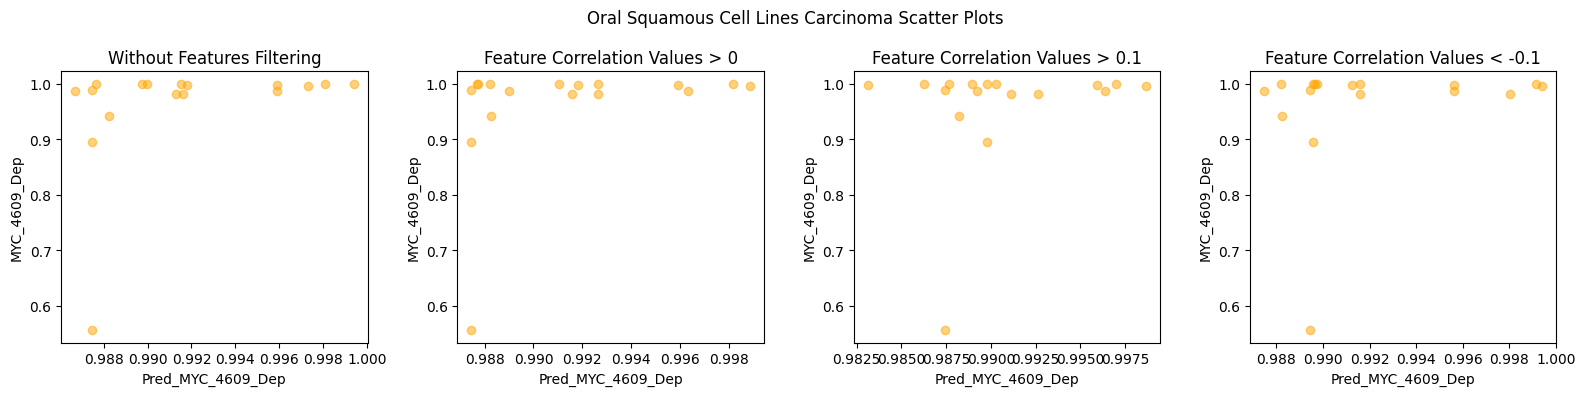 Oral Squamous Cell Lines Carcinoma Scatter Plots
Without Features Filtering
1.0
0.9
0.8
0.7
0.6
MYC_4609_Dep
0.988 0.990 0.992 0.994 0.996 0.998 1.000
Pred_MYC_4609_Dep
Feature Correlation Values > 0
1.0
0.9
0.8
0.7
0.6
MYC_4609_Dep
0.988 0.990 0.992 0.994 0.996 0.998
Pred_MYC_4609_Dep
Feature Correlation Values > 0.1
1.0
0.9
0.8
0.7
0.6
MYC_4609_Dep
0.9825 0.9850 0.9875 0.9900 0.9925 0.9950 0.9975
Pred_MYC_4609_Dep
Feature Correlation Values < -0.1
1.0
0.9
0.8
0.7
0.6
MYC_4609_Dep
0.988 0.990 0.992 0.994 0.996 0.998 1.000
Pred_MYC_4609_Dep